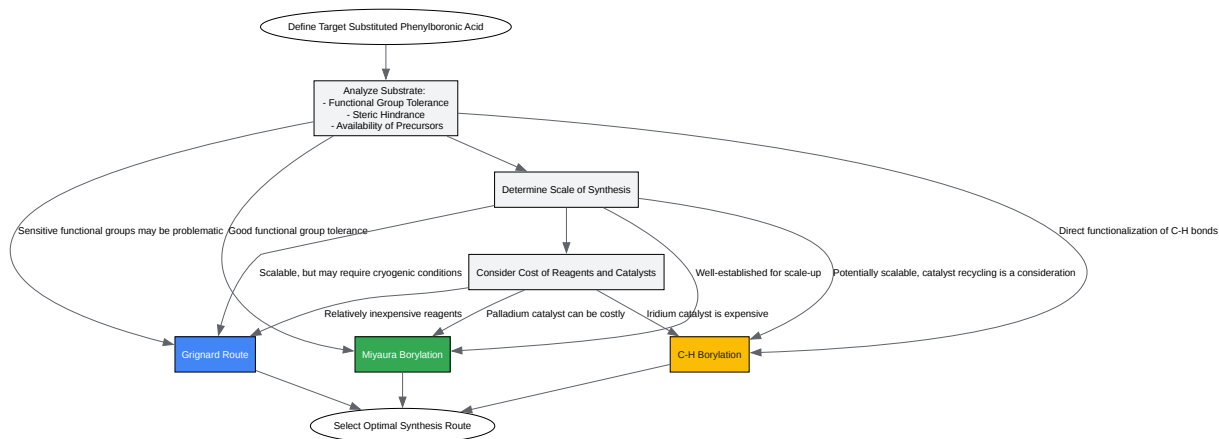 Define Target Substituted Phenylboronic Acid
Analyze Substrate:
- Functional Group Tolerance
- Steric Hindrance
- Availability of Precursors
Determine Scale of Synthesis
Sensitive functional groups may be problematic
Good functional group tolerance
Direct functionalization of C-H bonds
Scalable, but may require cryogenic conditions
Consider Cost of Reagents and Catalysts
Well-established for scale-up
Potentially scalable, catalyst recycling is a consideration
Relatively inexpensive reagents
Palladium catalyst can be costly
Iridium catalyst is expensive
Grignard Route
Miyaura Borylation
C-H Borylation
Select Optimal Synthesis Route